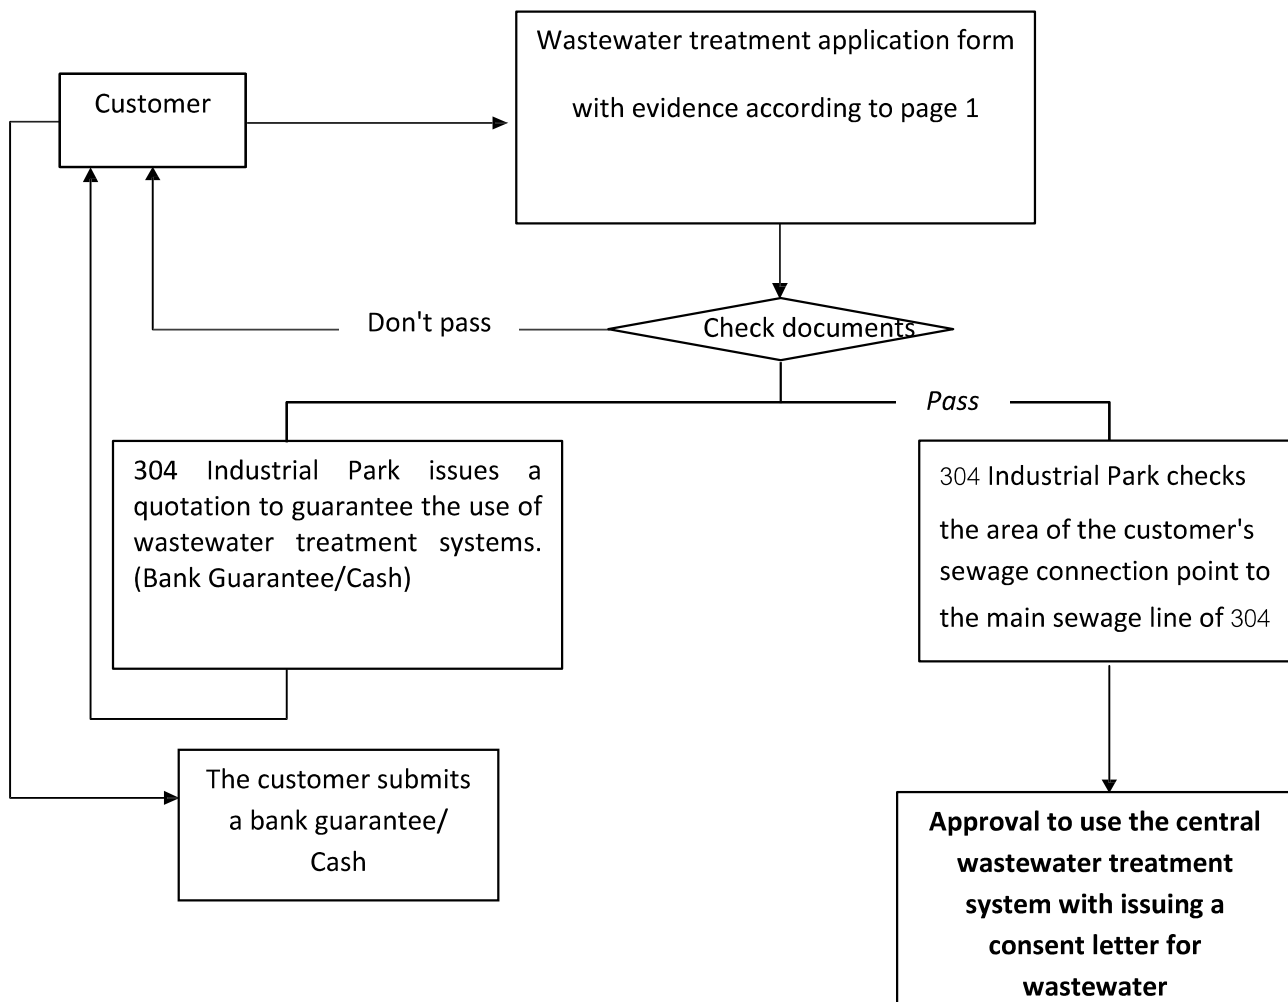 Wastewater treatment application form
with evidence according to page 1
Customer
Don't pass
Check documents
Pass
304 Industrial Park issues a
quotation to guarantee the use of
wastewater treatment systems.
(Bank Guarantee/Cash)
304 Industrial Park checks
the area of the customer's
sewage connection point to
the main sewage line of 304
The customer submits
a bank guarantee/
Cash
Approval to use the central
wastewater treatment
system with issuing a
consent letter for
wastewater